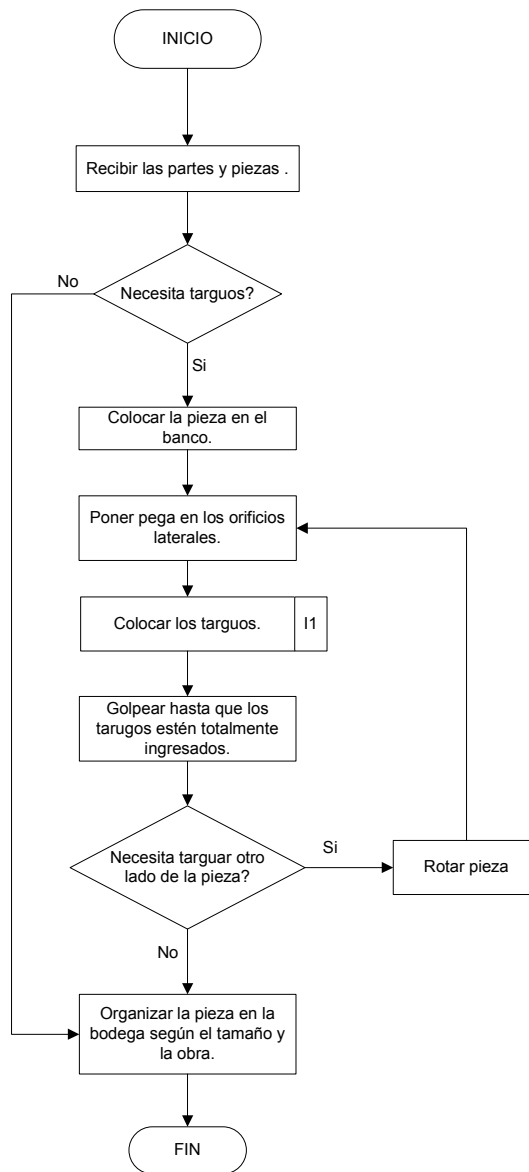 INICIO
Recibir las partes y piezas .
No
Necesita targuos?
Si
Colocar la pieza en el
banco.
Poner pega en los orificios
laterales.
Colocar los targuos.
I1
Golpear hasta que los
tarugos estén totalmente
ingresados.
Necesita targuar otro
lado de la pieza?
Si
Rotar pieza
No
Organizar la pieza en la
bodega según el tamaño y
la obra.
FIN